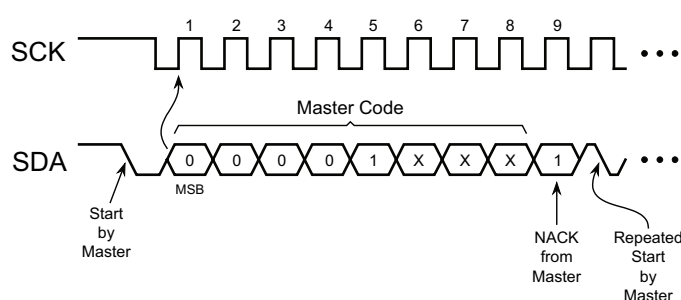 1 2 3 4 5 6 7 8 9
SCK
Master Code
SDA
0 0 0 0 1 X X X 1
MSB
Start
by
Master
NACK
from
Master
Repeated
Start
by
Master